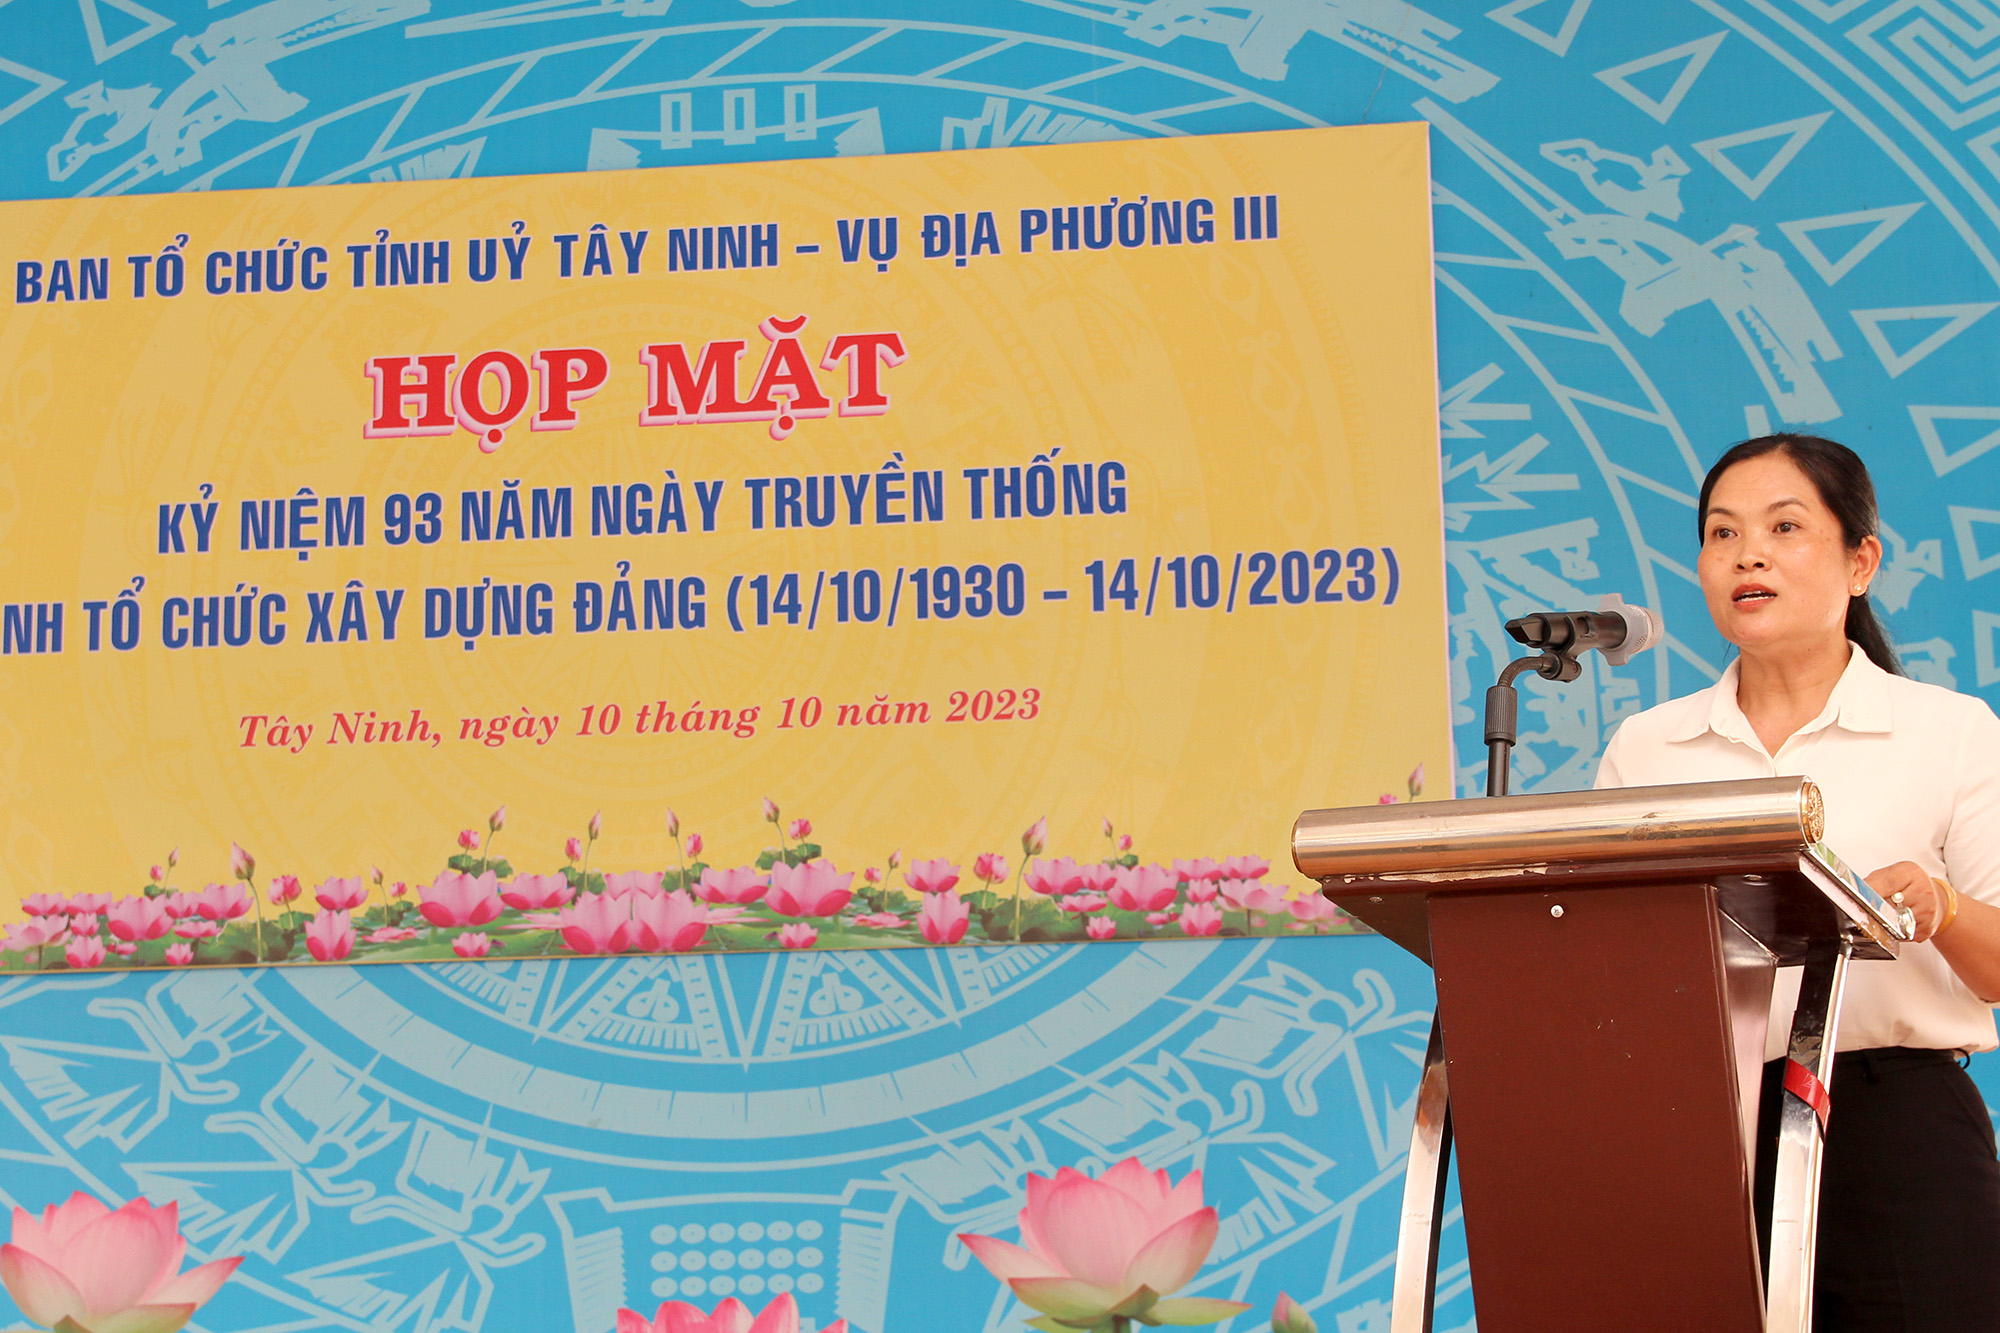 BAN TỔ CHỨC TỈNH UỶ TÂY NINH – VỤ ĐỊA PHƯƠNG III
HỌP MẶT
KỶ NIỆM 93 NĂM NGÀY TRUYỀN THỐNG
NH TỔ CHỨC XÂY DỰNG ĐẢNG (14/10/1930 – 14/10/2023)
Tây Ninh, ngày 10 tháng 10 năm 2023